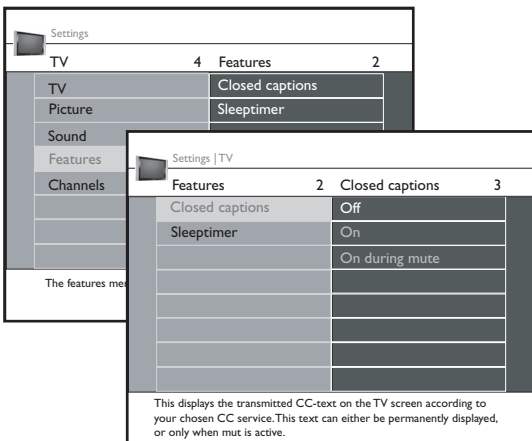 Settings
TV 4 Features 2
TV Closed captions
Picture Sleeptimer
Sound
Features
Channels
The features me
Settings | TV
Features 2 Closed captions 3
Closed captions Off
Sleeptimer On
On during mute
This displays the transmitted CC-text on the TV screen according to
your chosen CC service. This text can either be permanently displayed,
or only when mut is active.